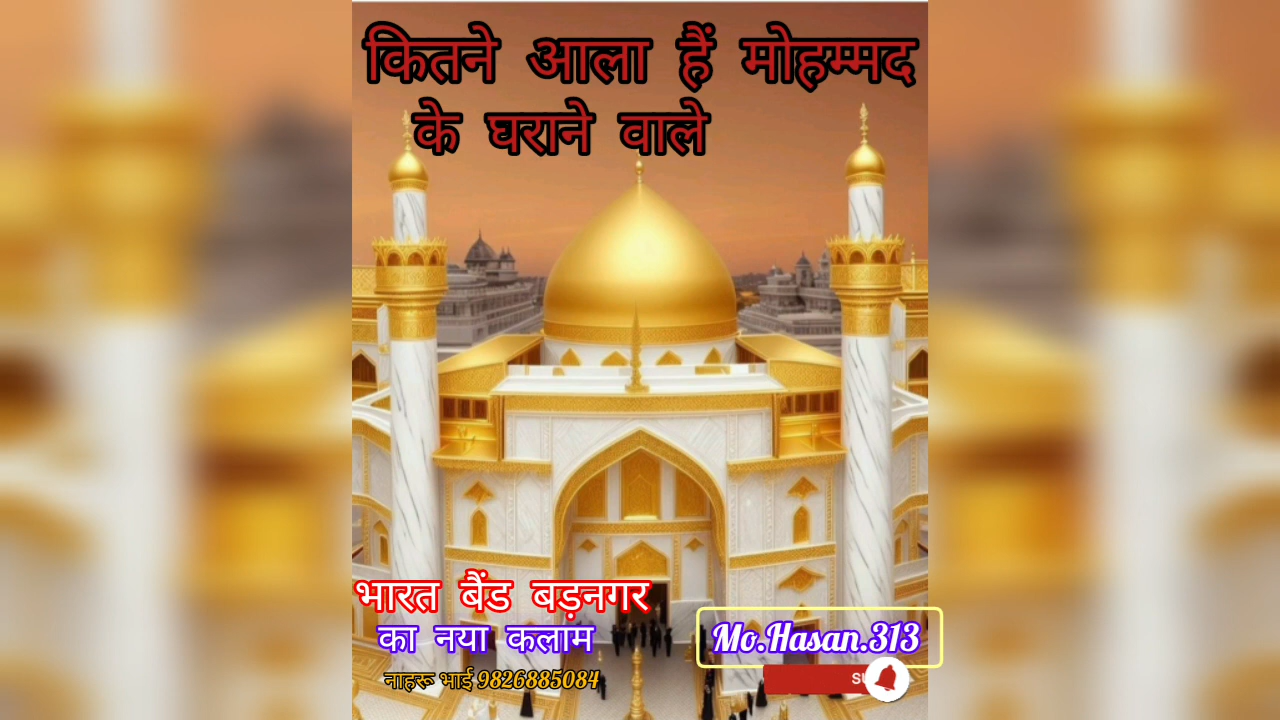 कितने आला हैं मोहम्मद
के घराने वाले
भारत बैंड बड़नगर
का नया कलाम
नाहरू भाई 9826885084
Mo.Hasan.313